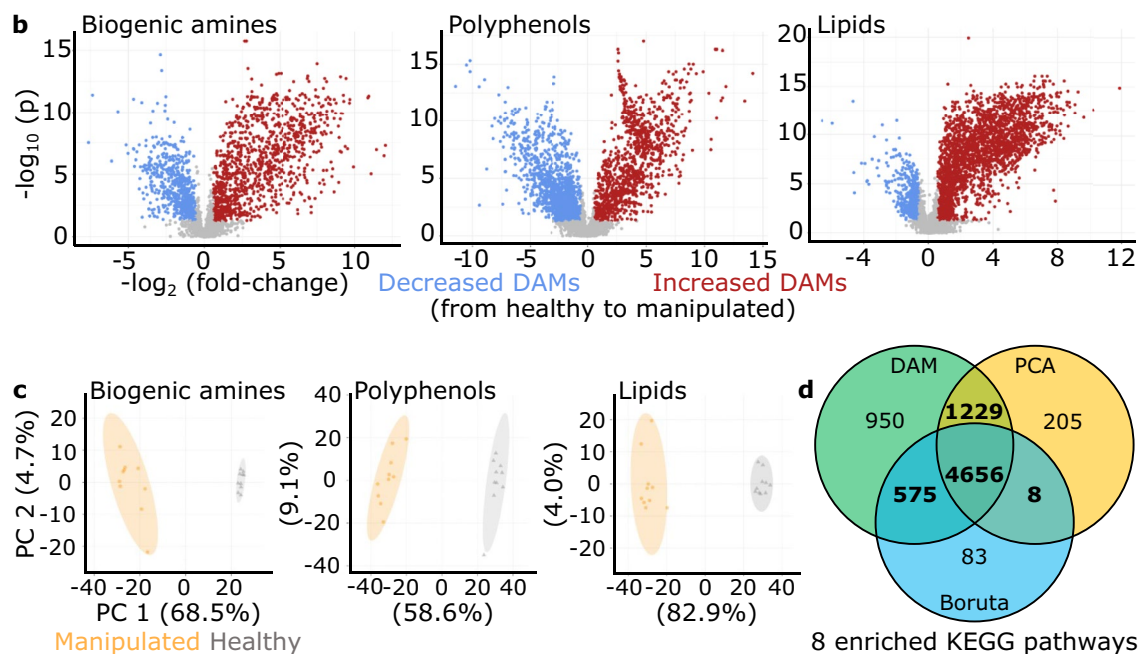 b Biogenic amines Polyphenols Lipids
-log10 (p)
15
10
5
0
-5 0 5 10
15
10
5
0
-10 -5 0 5 10 15
20
15
10
5
0
-4 0 4 8 12
-log2 (fold-change) Decreased DAMs Increased DAMs
(from healthy to manipulated)
c Biogenic amines Polyphenols Lipids
PC 2 (4.7%)
20
10
0
-10
-20
-40 -20 0 20 40
PC 1 (68.5%)
(9.1%)
40
20
0
-20
-40
-40 -20 0 20 40
(58.6%)
(4.0%)
20
10
0
-10
-20
-40 -20 0 20 40
(82.9%)
Manipulated Healthy
d
DAM PCA
950 1229 205
4656
575 8
83
Boruta
8 enriched KEGG pathways